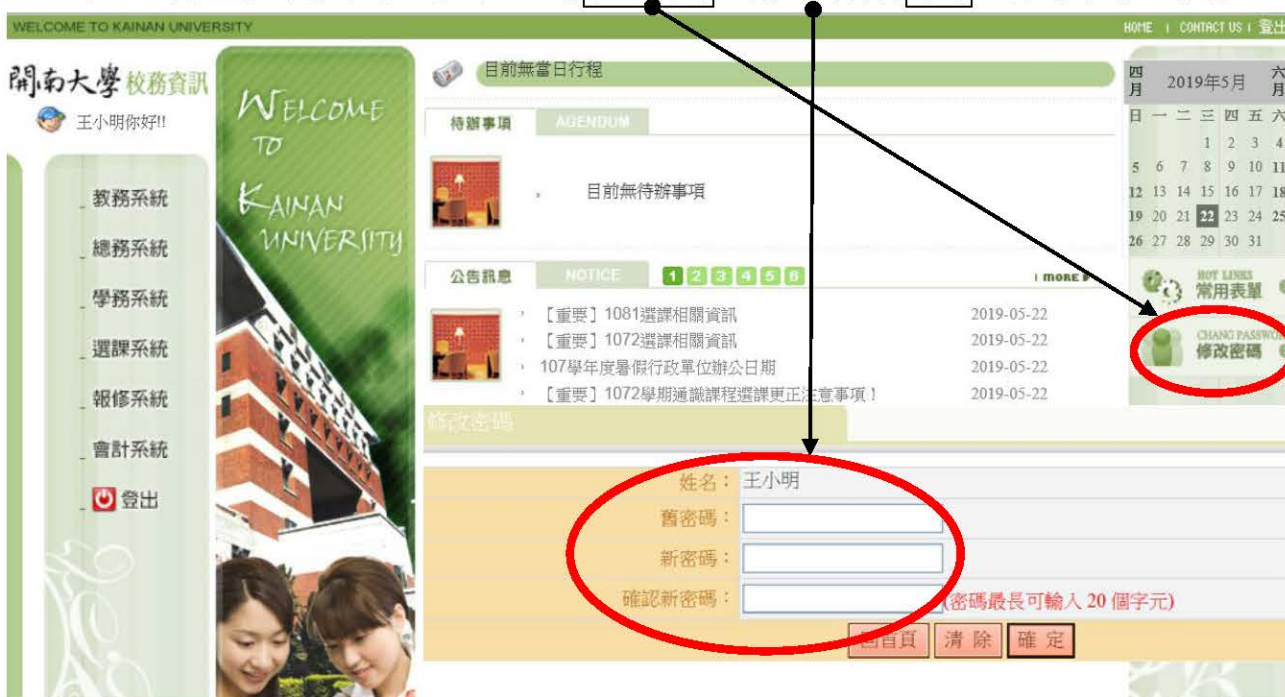 WELCOME TO KAINAN UNIVERSITY
HOME | CONTACT US | 登出
開南大學 校務資訊
王小明你好!!
教務系統
總務系統
學務系統
選課系統
報修系統
會計系統
登出
WELCOME
TO
KAINAN
UNIVERSITY
目前無當日行程
待辦事項 AGENDUM
目前無待辦事項
公告訊息 NOTICE 1 2 3 4 5 6 MORE
【重要】1081選課相關資訊 2019-05-22
【重要】1072選課相關資訊 2019-05-22
107學年度暑假行政單位辦公日期 2019-05-22
【重要】1072學期通識課程選課更正注意事項! 2019-05-22
四月 2019年5月 六月
日 一 二 三 四 五 六
1 2 3 4
5 6 7 8 9 10 11
12 13 14 15 16 17 18
19 20 21 22 23 24 25
26 27 28 29 30 31
HOT LINKS
常用表單
CHANG PASSWO
修改密碼
修改密碼
姓名: 王小明
舊密碼:
新密碼:
確認新密碼: (密碼最長可輸入 20 個字元)
回首頁 清除 確定